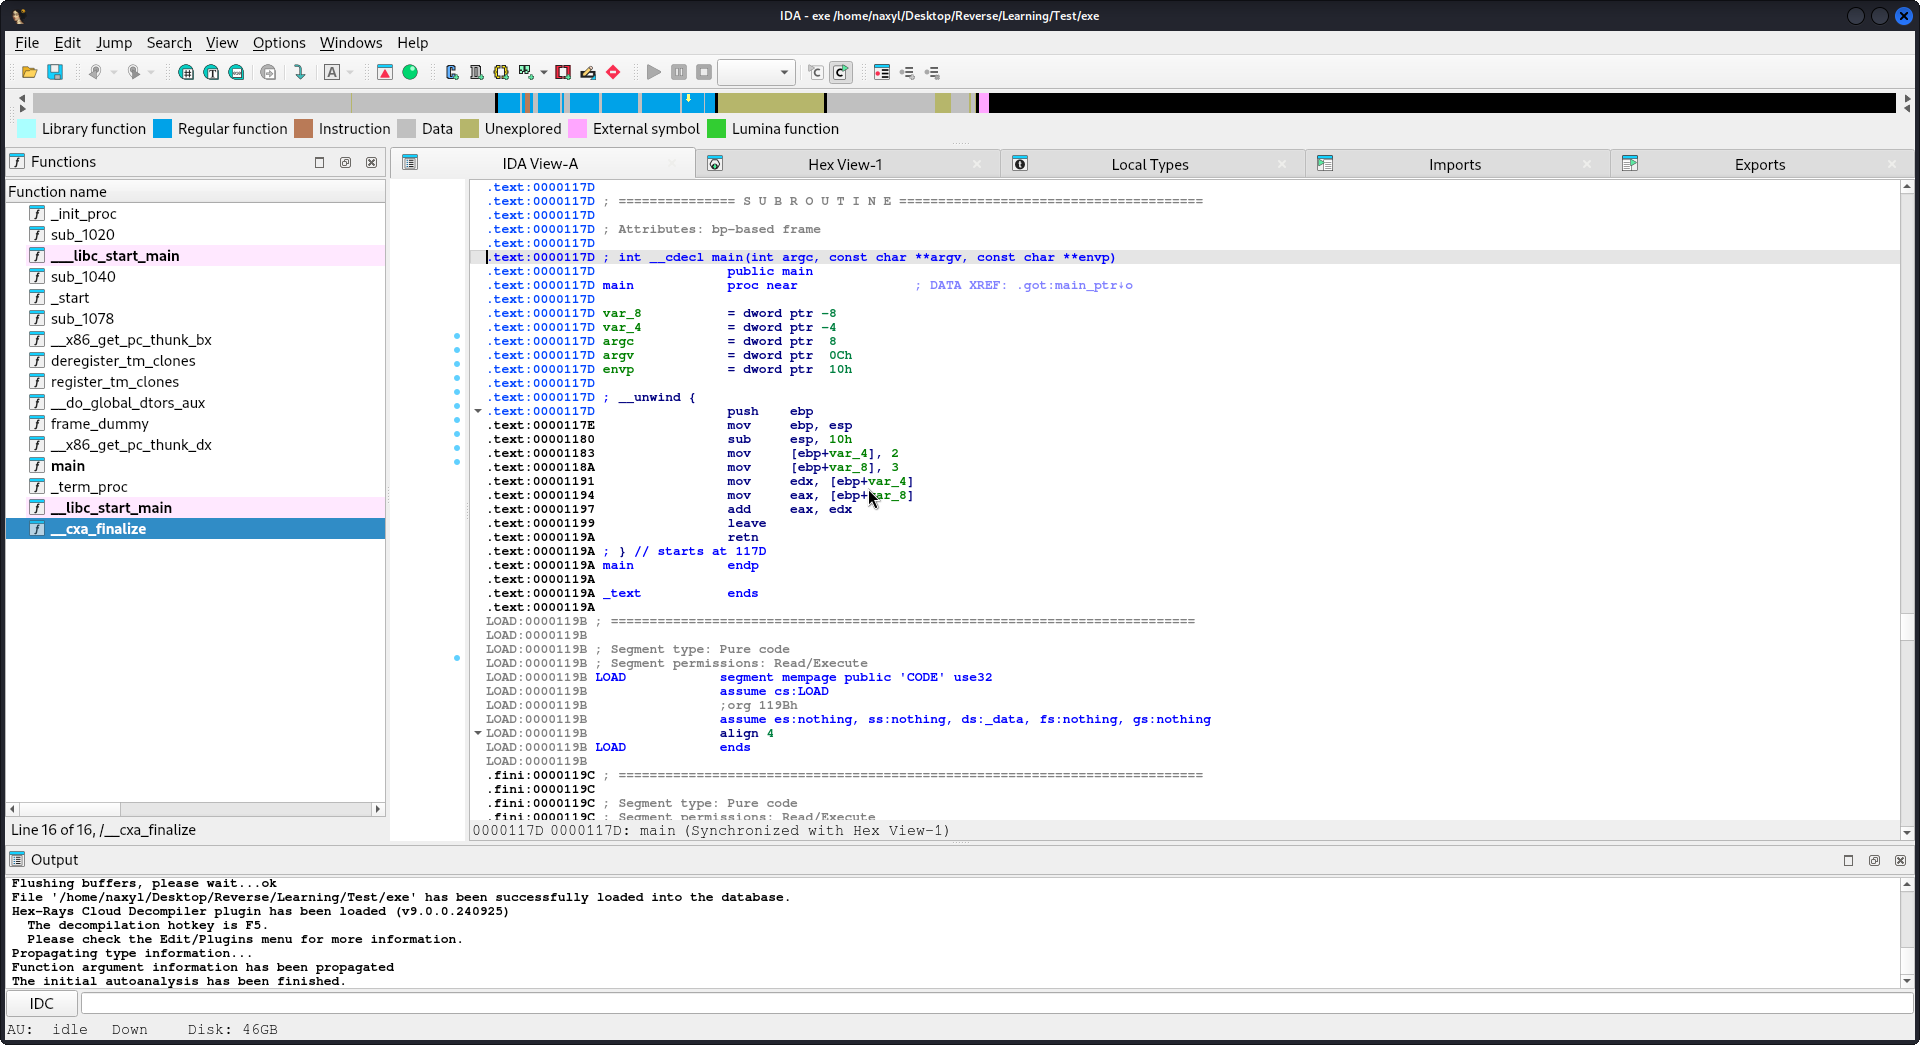 IDA - exe /home/naxyl/Desktop/Reverse/Learning/Test/exe
File Edit Jump Search View Options Windows Help
Library function Regular function Instruction Data Unexplored External symbol Lumina function
Functions
Function name
_init_proc
sub_1020
___libc_start_main
sub_1040
_start
sub_1078
__x86_get_pc_thunk_bx
deregister_tm_clones
register_tm_clones
__do_global_dtors_aux
frame_dummy
__x86_get_pc_thunk_dx
main
_term_proc
__libc_start_main
__cxa_finalize
Line 16 of 16, /__cxa_finalize
IDA View-A Hex View-1 Local Types Imports Exports
.text:0000117D
.text:0000117D ; =============== S U B R O U T I N E =======================================
.text:0000117D
.text:0000117D ; Attributes: bp-based frame
.text:0000117D
.text:0000117D ; int __cdecl main(int argc, const char **argv, const char **envp)
.text:0000117D public main
.text:0000117D main proc near ; DATA XREF: .got:main_ptr↓o
.text:0000117D
.text:0000117D var_8 = dword ptr -8
.text:0000117D var_4 = dword ptr -4
.text:0000117D argc = dword ptr 8
.text:0000117D argv = dword ptr 0Ch
.text:0000117D envp = dword ptr 10h
.text:0000117D
.text:0000117D ; __unwind {
.text:0000117D push ebp
.text:0000117E mov ebp, esp
.text:00001180 sub esp, 10h
.text:00001183 mov [ebp+var_4], 2
.text:0000118A mov [ebp+var_8], 3
.text:00001191 mov edx, [ebp+var_4]
.text:00001194 mov eax, [ebp+var_8]
.text:00001197 add eax, edx
.text:00001199 leave
.text:0000119A retn
.text:0000119A ; } // starts at 117D
.text:0000119A main endp
.text:0000119A
.text:0000119A _text ends
.text:0000119A
LOAD:0000119B ; ===========================================================================
LOAD:0000119B
LOAD:0000119B ; Segment type: Pure code
LOAD:0000119B ; Segment permissions: Read/Execute
LOAD:0000119B LOAD segment mempage public 'CODE' use32
LOAD:0000119B assume cs:LOAD
LOAD:0000119B ;org 119Bh
LOAD:0000119B assume es:nothing, ss:nothing, ds:_data, fs:nothing, gs:nothing
LOAD:0000119B align 4
LOAD:0000119B LOAD ends
LOAD:0000119B
.fini:0000119C ; ===========================================================================
.fini:0000119C
.fini:0000119C ; Segment type: Pure code
.fini:0000119C ; Segment permissions: Read/Execute
0000117D 0000117D: main (Synchronized with Hex View-1)
Output
Flushing buffers, please wait...ok
File '/home/naxyl/Desktop/Reverse/Learning/Test/exe' has been successfully loaded into the database.
Hex-Rays Cloud Decompiler plugin has been loaded (v9.0.0.240925)
The decompilation hotkey is F5.
Please check the Edit/Plugins menu for more information.
Propagating type information...
Function argument information has been propagated
The initial autoanalysis has been finished.
IDC
AU: idle Down Disk: 46GB